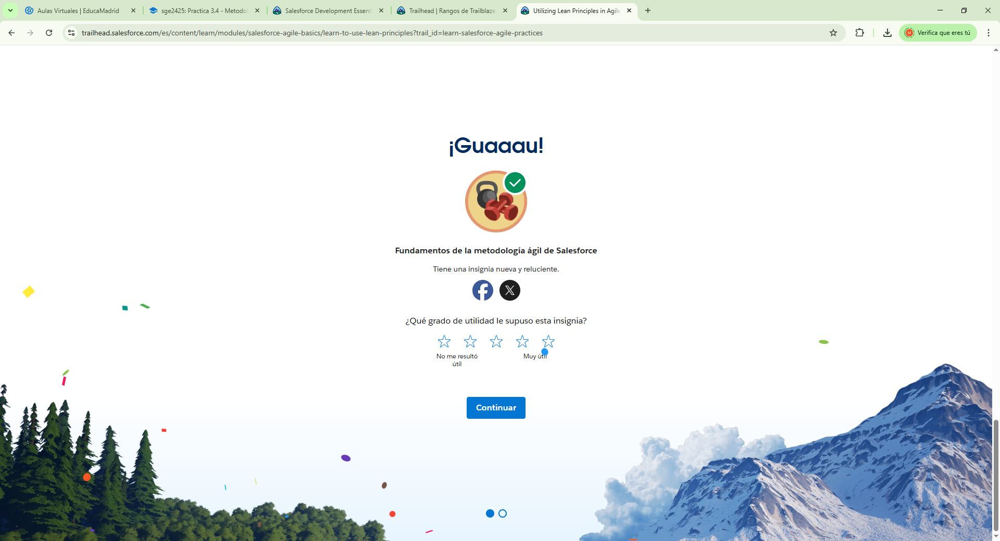 Aulas Virtuales | EducaMadrid
sge2425: Practica 3.4 - Metodol
Salesforce Development Essenti
Trailhead | Rangos de Trailblaze
Utilizing Lean Principles in Agile
trailhead.salesforce.com/es/content/learn/modules/salesforce-agile-basics/learn-to-use-lean-principles?trail_id=learn-salesforce-agile-practices
M
Verifica que eres tú
¡Guaaau!
Fundamentos de la metodología ágil de Salesforce
Tiene una insignia nueva y reluciente.
¿Qué grado de utilidad le supuso esta insignia?
No me resultó
útil
Muy útil
Continuar